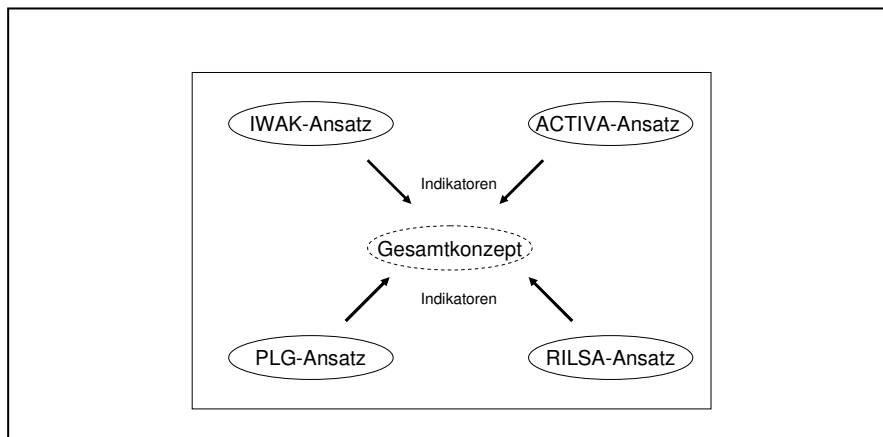 IWAK-Ansatz
ACTIVA-Ansatz
Indikatoren
Gesamtkonzept
Indikatoren
PLG-Ansatz
RILSA-Ansatz